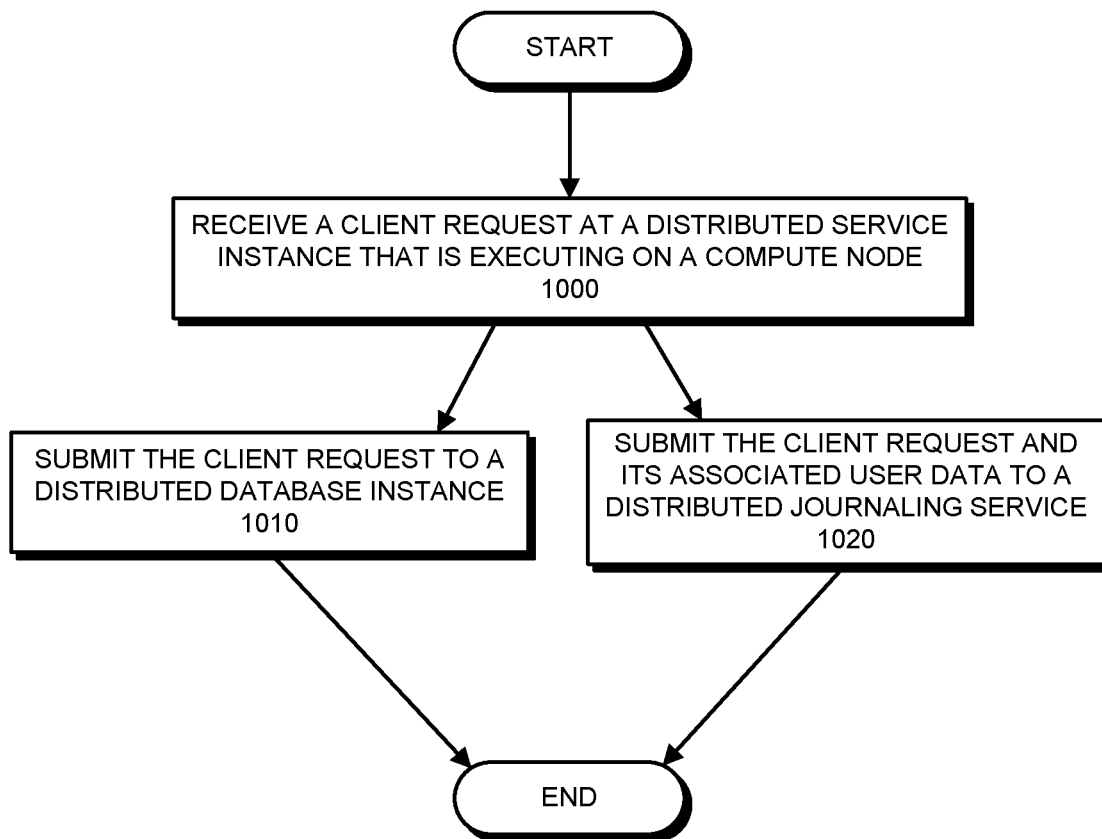 START
RECEIVE A CLIENT REQUEST AT A DISTRIBUTED SERVICE
INSTANCE THAT IS EXECUTING ON A COMPUTE NODE
1000
SUBMIT THE CLIENT REQUEST TO A
DISTRIBUTED DATABASE INSTANCE
1010
SUBMIT THE CLIENT REQUEST AND
ITS ASSOCIATED USER DATA TO A
DISTRIBUTED JOURNALING SERVICE
1020
END